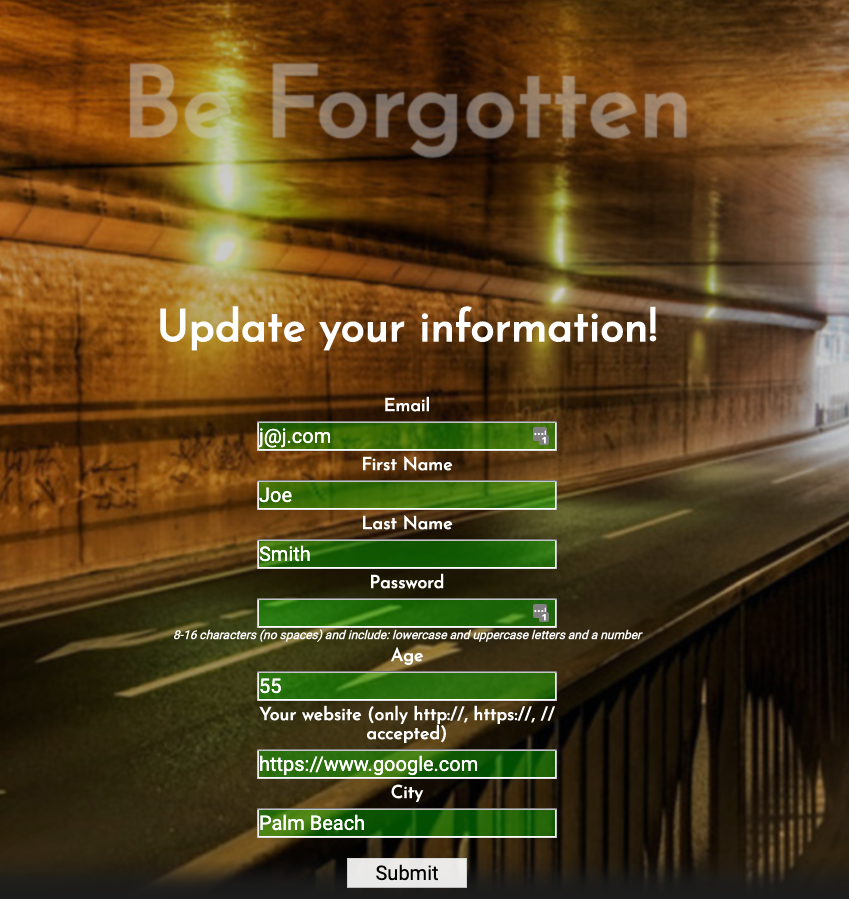 Be Forgotten
Update your information!
Email
j@j.com
First Name
Joe
Last Name
Smith
Password
8-16 characters (no spaces) and include: lowercase and uppercase letters and a number
Age
55
Your website (only http://, https://, //
accepted)
https://www.google.com
City
Palm Beach
Submit